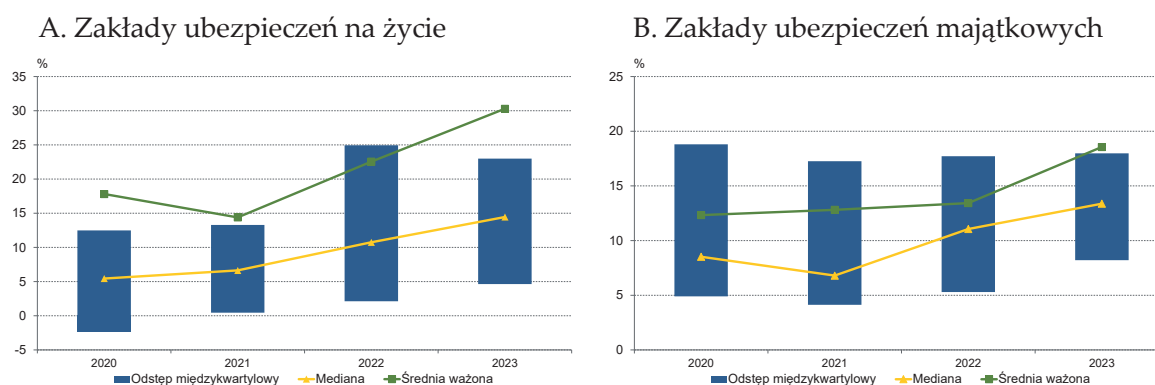 A. Zakłady ubezpieczeń na życie
%
35
30
25
20
15
10
5
0
-5
2020 2021 2022 2023
Odstęp międzykwartylowy Mediana Średnia ważona
B. Zakłady ubezpieczeń majątkowych
%
25
20
15
10
5
0
2020 2021 2022 2023
Odstęp międzykwartylowy Mediana Średnia ważona